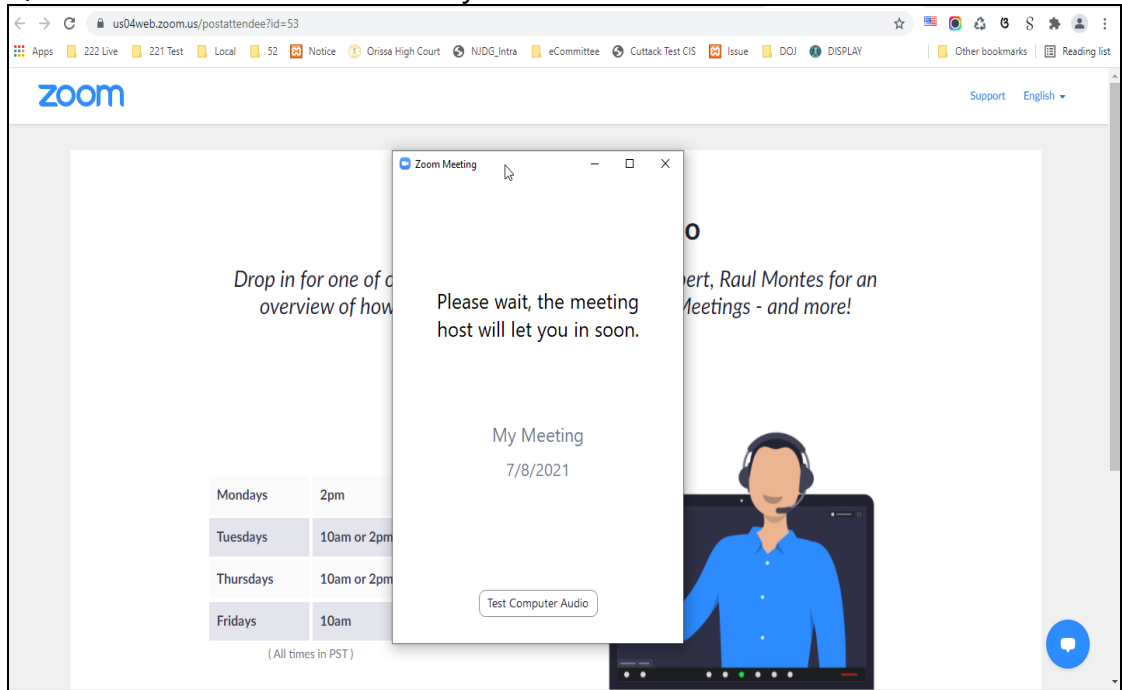 us04web.zoom.us/postattendee?id=53
Apps 222 Live 221 Test Local 52 Notice Orissa High Court NJDG_Intra eCommittee Cuttack Test CIS Issue DOJ DISPLAY Other bookmarks Reading list
zoom Support English
Zoom Meeting
o
Drop in for one of o
pert, Raul Montes for an
overview of how
Meetings - and more!
Please wait, the meeting
host will let you in soon.
My Meeting
7/8/2021
Mondays 2pm
Tuesdays 10am or 2pm
Thursdays 10am or 2pm
Fridays 10am
( All times in PST )
Test Computer Audio